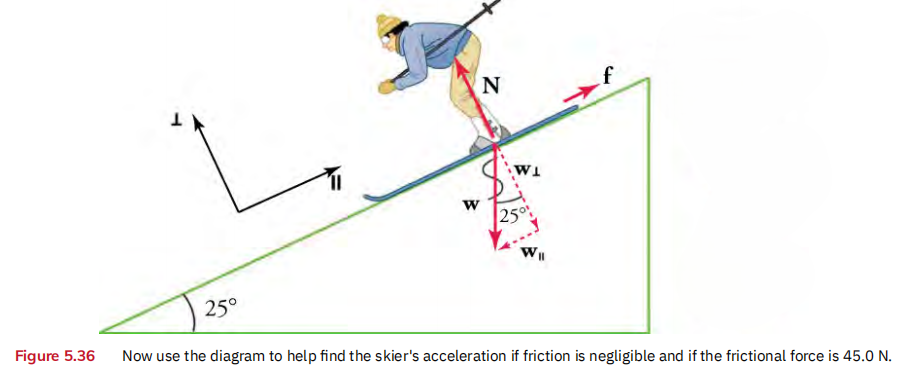 f
N
⊥
||
w⊥
w
25°
w||
25°
Figure 5.36 Now use the diagram to help find the skier's acceleration if friction is negligible and if the frictional force is 45.0 N.